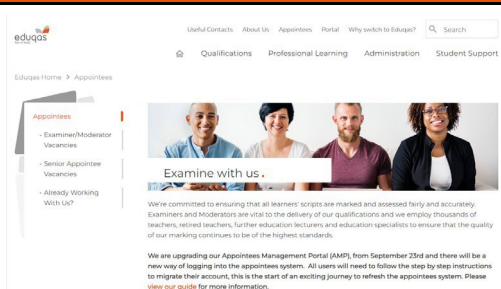 Useful Contacts About Us Appointees Portal Why switch to Eduqas? Search
eduqas
Qualifications Professional Learning Administration Student Support
Eduqas Home > Appointees
Appointees
- Examiner/Moderator
Vacancies
- Senior Appointee
Vacancies
- Already Working
With Us?
Examine with us.
We're committed to ensuring that all learners' scripts are marked and assessed fairly and accurately.
Examiners and Moderators are vital to the delivery of our qualifications and we employ thousands of
teachers, retired teachers, further education lecturers and education specialists to ensure that the quality
of our marking continues to be of the highest standards.
We are upgrading our Appointees Management Portal (AMP), from September 23rd and there will be a
new way of logging into the appointees system. All users will need to follow the step by step instructions
to migrate their account, this is the start of an exciting journey to refresh the appointees system. Please
view our guide for more information.